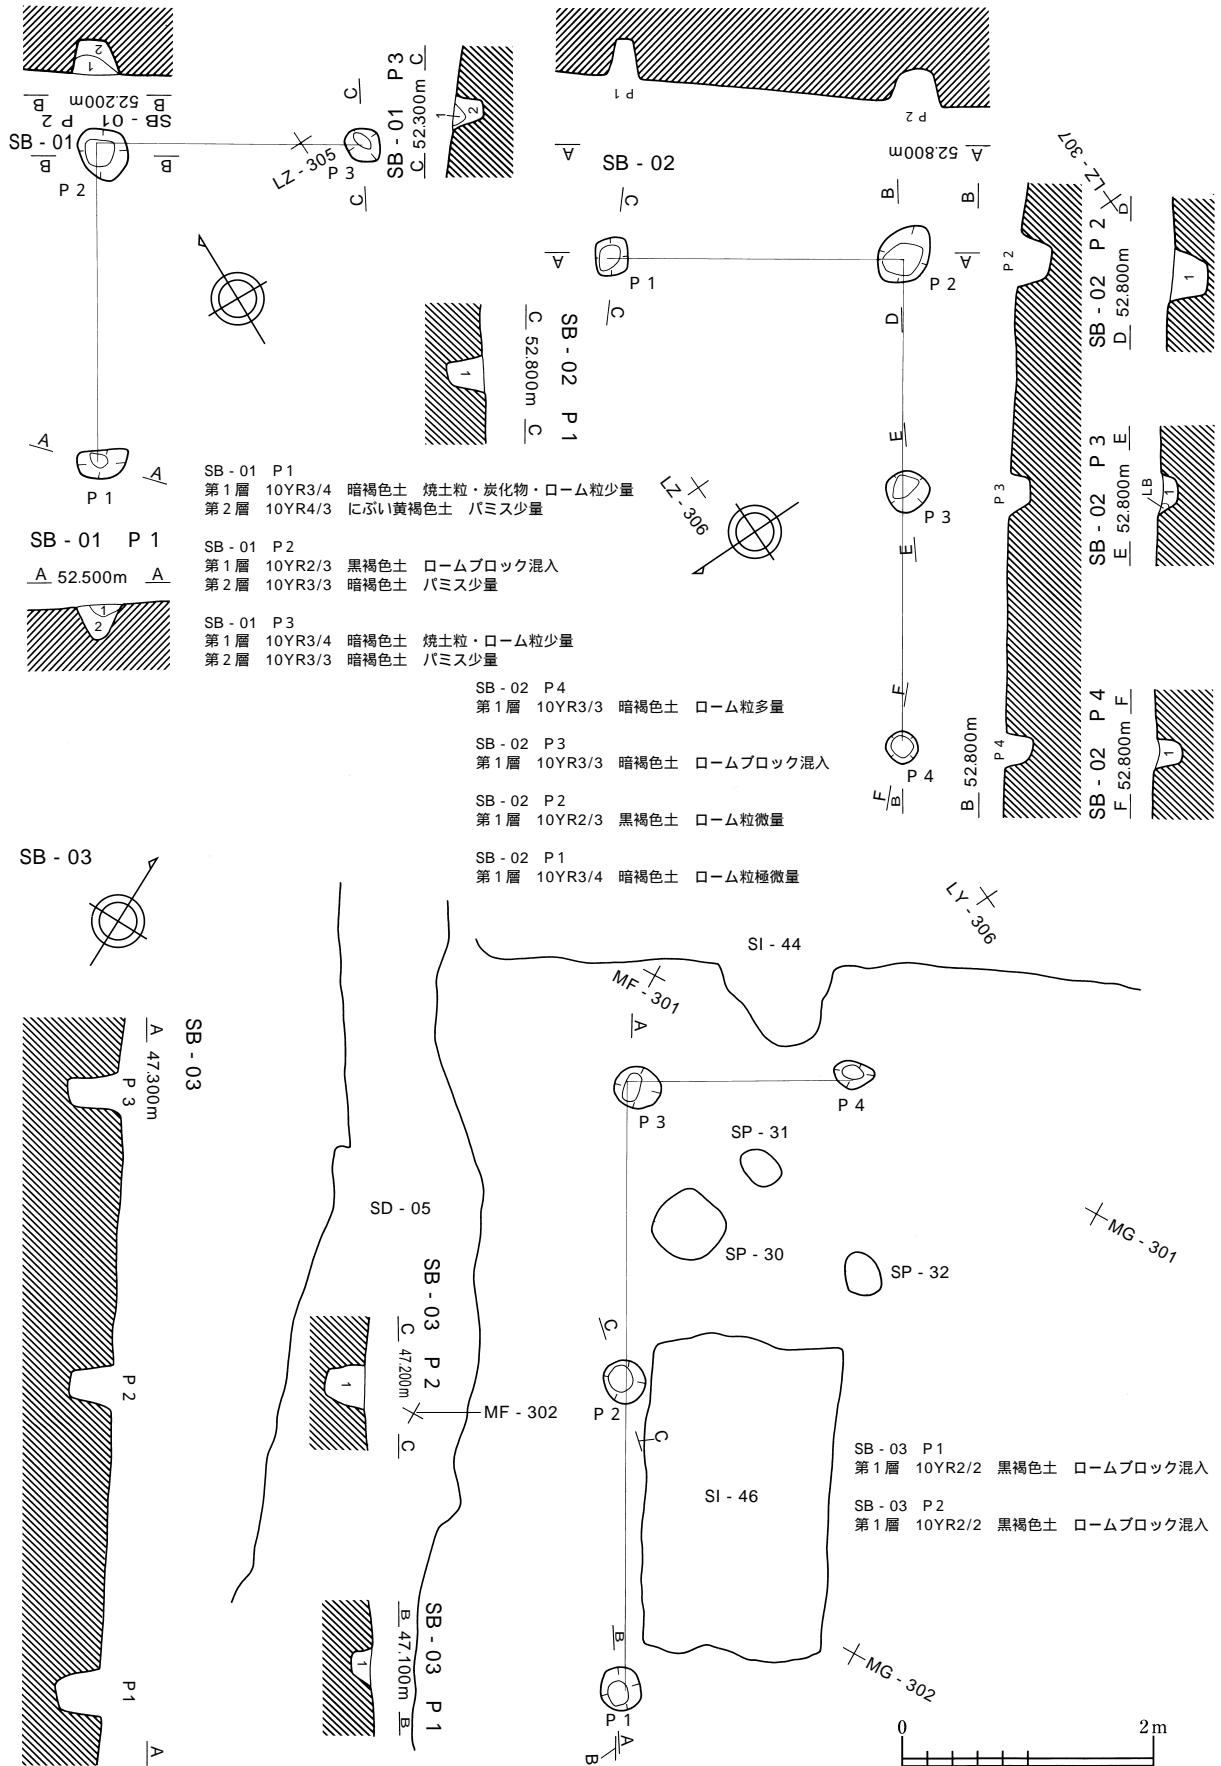 2
1
B 52.200m B
SB - 01 P 2
SB - 01
B B
P 2
LZ - 305
P 3
C
C
SB - 01 P 3
C 52.300m C
1
2
A A
P 1
SB - 01 P 1
A 52.500m A
1
2
SB - 01 P 1
第1層 10YR3/4 暗褐色土 焼土粒・炭化物・ローム粒少量
第2層 10YR4/3 にぶい黄褐色土 パミス少量
SB - 01 P 2
第1層 10YR2/3 黒褐色土 ロームブロック混入
第2層 10YR3/3 暗褐色土 パミス少量
SB - 01 P 3
第1層 10YR3/4 暗褐色土 焼土粒・ローム粒少量
第2層 10YR3/3 暗褐色土 パミス少量
P 1
P 2
A 52.800m A
SB - 02
C
A
P 1
C
B
B
P 2
A
D
E
P 3
E
F
P 4
F
B
SB - 02 P 1
C 52.800m C
1
LZ - 306
LZ - 307
P 2
P 3
P 4
B 52.800m
SB - 02 P 2
D 52.800m D
1
SB - 02 P 3
E 52.800m E
LB
1
SB - 02 P 4
F 52.800m F
1
SB - 02 P 4
第1層 10YR3/3 暗褐色土 ローム粒多量
SB - 02 P 3
第1層 10YR3/3 暗褐色土 ロームブロック混入
SB - 02 P 2
第1層 10YR2/3 黒褐色土 ローム粒微量
SB - 02 P 1
第1層 10YR3/4 暗褐色土 ローム粒極微量
LY - 306
SB - 03
SB - 03
A 47.300m
P 3
P 2
P1
A
SI - 44
MF - 301
A
P 3
P 4
SP - 31
SP - 30
SP - 32
MG - 301
SD - 05
SB - 03 P 2
C 47.200m C
1
MF - 302
C
P 2
C
SI - 46
SB - 03 P 1
第1層 10YR2/2 黒褐色土 ロームブロック混入
SB - 03 P 2
第1層 10YR2/2 黒褐色土 ロームブロック混入
SB - 03 P 1
B 47.100m B
1
B
P1
A
B
MG - 302
0 2m